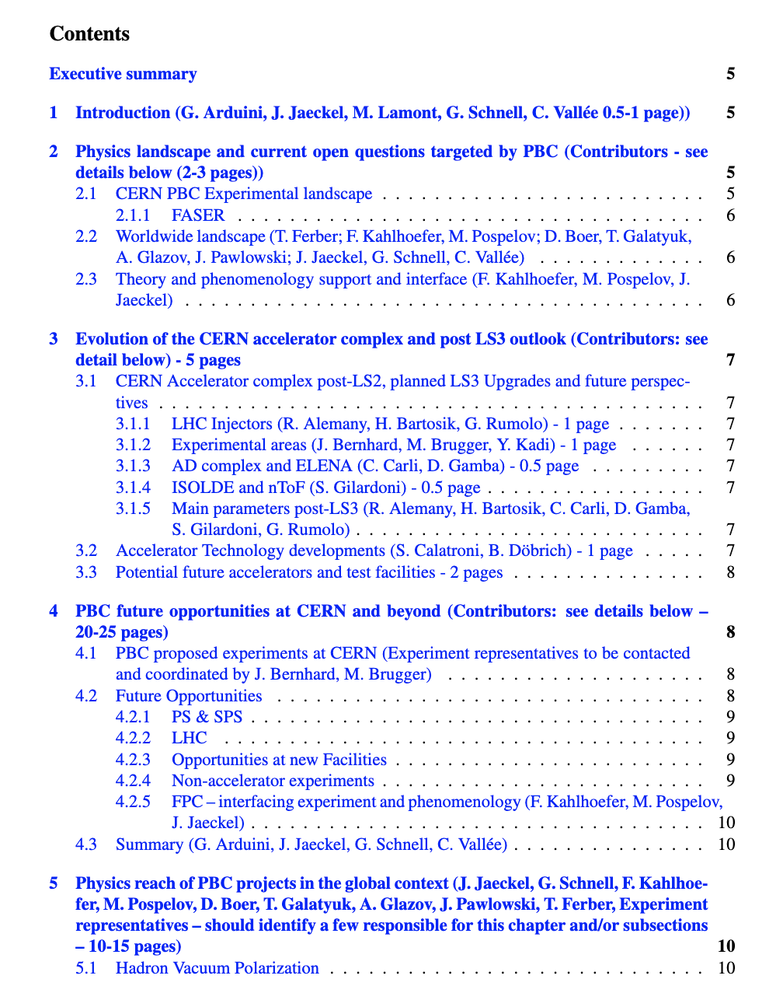 Contents
Executive summary 5
1 Introduction (G. Arduini, J. Jaeckel, M. Lamont, G. Schnell, C. Vallée 0.5-1 page)) 5
2 Physics landscape and current open questions targeted by PBC (Contributors - see
details below (2-3 pages)) 5
2.1 CERN PBC Experimental landscape . . . . . . . . . . . . . . . . . . . . . . . . . 5
2.1.1 FASER . . . . . . . . . . . . . . . . . . . . . . . . . . . . . . . . . . . . 6
2.2 Worldwide landscape (T. Ferber; F. Kahlhoefer, M. Pospelov; D. Boer, T. Galatyuk,
A. Glazov, J. Pawlowski; J. Jaeckel, G. Schnell, C. Vallée) . . . . . . . . . . . . . 6
2.3 Theory and phenomenology support and interface (F. Kahlhoefer, M. Pospelov, J.
Jaeckel) . . . . . . . . . . . . . . . . . . . . . . . . . . . . . . . . . . . . . . . . 6
3 Evolution of the CERN accelerator complex and post LS3 outlook (Contributors: see
detail below) - 5 pages 7
3.1 CERN Accelerator complex post-LS2, planned LS3 Upgrades and future perspec-
tives . . . . . . . . . . . . . . . . . . . . . . . . . . . . . . . . . . . . . . . . . . 7
3.1.1 LHC Injectors (R. Alemany, H. Bartosik, G. Rumolo) - 1 page . . . . . . . 7
3.1.2 Experimental areas (J. Bernhard, M. Brugger, Y. Kadi) - 1 page . . . . . . 7
3.1.3 AD complex and ELENA (C. Carli, D. Gamba) - 0.5 page . . . . . . . . . 7
3.1.4 ISOLDE and nToF (S. Gilardoni) - 0.5 page . . . . . . . . . . . . . . . . . 7
3.1.5 Main parameters post-LS3 (R. Alemany, H. Bartosik, C. Carli, D. Gamba,
S. Gilardoni, G. Rumolo) . . . . . . . . . . . . . . . . . . . . . . . . . . . 7
3.2 Accelerator Technology developments (S. Calatroni, B. Döbrich) - 1 page . . . . . 7
3.3 Potential future accelerators and test facilities - 2 pages . . . . . . . . . . . . . . . 8
4 PBC future opportunities at CERN and beyond (Contributors: see details below –
20-25 pages) 8
4.1 PBC proposed experiments at CERN (Experiment representatives to be contacted
and coordinated by J. Bernhard, M. Brugger) . . . . . . . . . . . . . . . . . . . . 8
4.2 Future Opportunities . . . . . . . . . . . . . . . . . . . . . . . . . . . . . . . . . 8
4.2.1 PS & SPS . . . . . . . . . . . . . . . . . . . . . . . . . . . . . . . . . . . 9
4.2.2 LHC . . . . . . . . . . . . . . . . . . . . . . . . . . . . . . . . . . . . . 9
4.2.3 Opportunities at new Facilities . . . . . . . . . . . . . . . . . . . . . . . . 9
4.2.4 Non-accelerator experiments . . . . . . . . . . . . . . . . . . . . . . . . . 9
4.2.5 FPC – interfacing experiment and phenomenology (F. Kahlhoefer, M. Pospelov,
J. Jaeckel) . . . . . . . . . . . . . . . . . . . . . . . . . . . . . . . . . . . 10
4.3 Summary (G. Arduini, J. Jaeckel, G. Schnell, C. Vallée) . . . . . . . . . . . . . . . 10
5 Physics reach of PBC projects in the global context (J. Jaeckel, G. Schnell, F. Kahlhoe-
fer, M. Pospelov, D. Boer, T. Galatyuk, A. Glazov, J. Pawlowski, T. Ferber, Experiment
representatives – should identify a few responsible for this chapter and/or subsections
– 10-15 pages) 10
5.1 Hadron Vacuum Polarization . . . . . . . . . . . . . . . . . . . . . . . . . . . . . 10